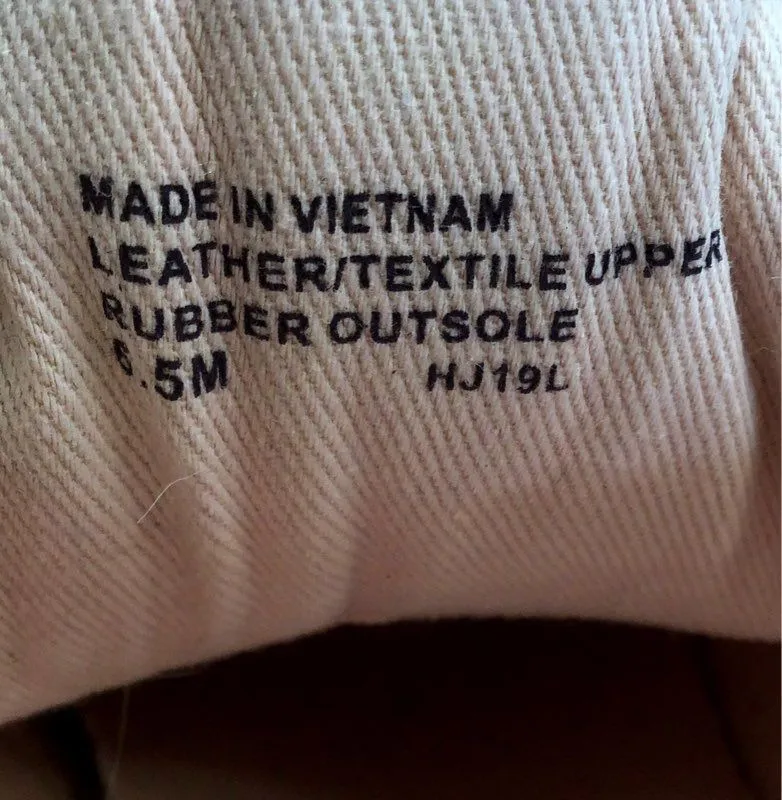 MADE IN VIETNAM
LEATHER/TEXTILE UPPER
RUBBER OUTSOLE
6.5M HJ19L